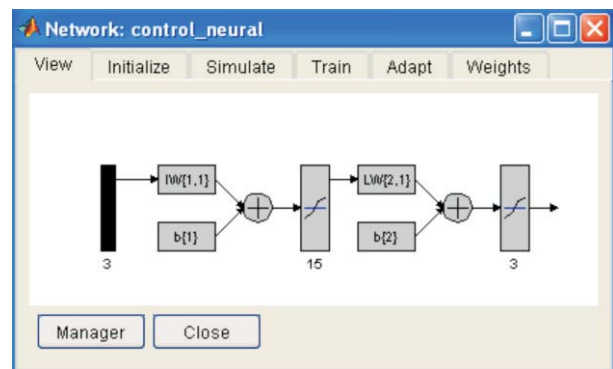 Network: control_neural
View Initialize Simulate Train Adapt Weights
IW{1,1} LW{2,1}
b{1} b{2}
3 15 3
Manager Close